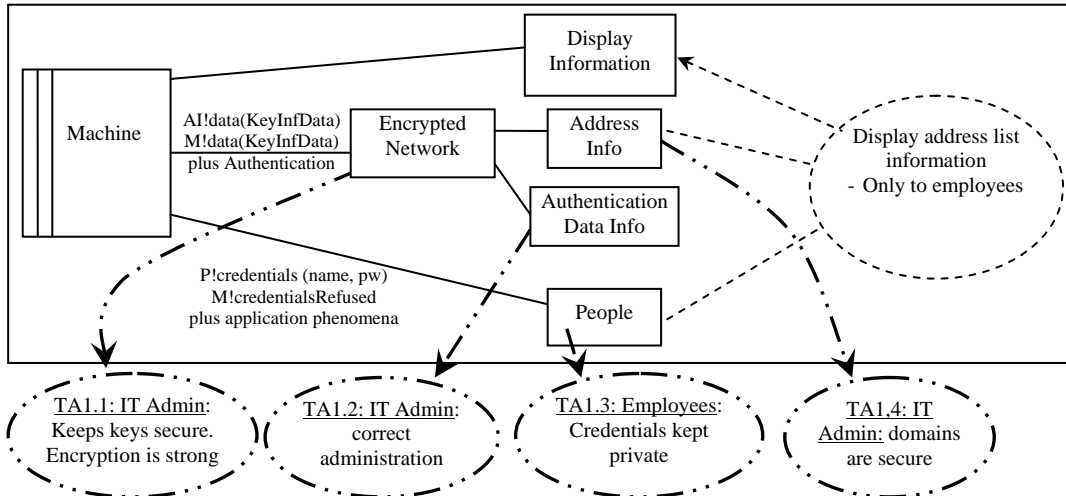 Display
Information
Machine
AI!data(KeyInfData)
M!data(KeyInfData)
plus Authentication
Encrypted
Network
Address
Info
Display address list
information
- Only to employees
Authentication
Data Info
P!credentials (name, pw)
M!credentialsRefused
plus application phenomena
People
TA1.1: IT Admin:
Keeps keys secure.
Encryption is strong
TA1.2: IT Admin:
correct
administration
TA1.3: Employees:
Credentials kept
private
TA1,4: IT
Admin: domains
are secure